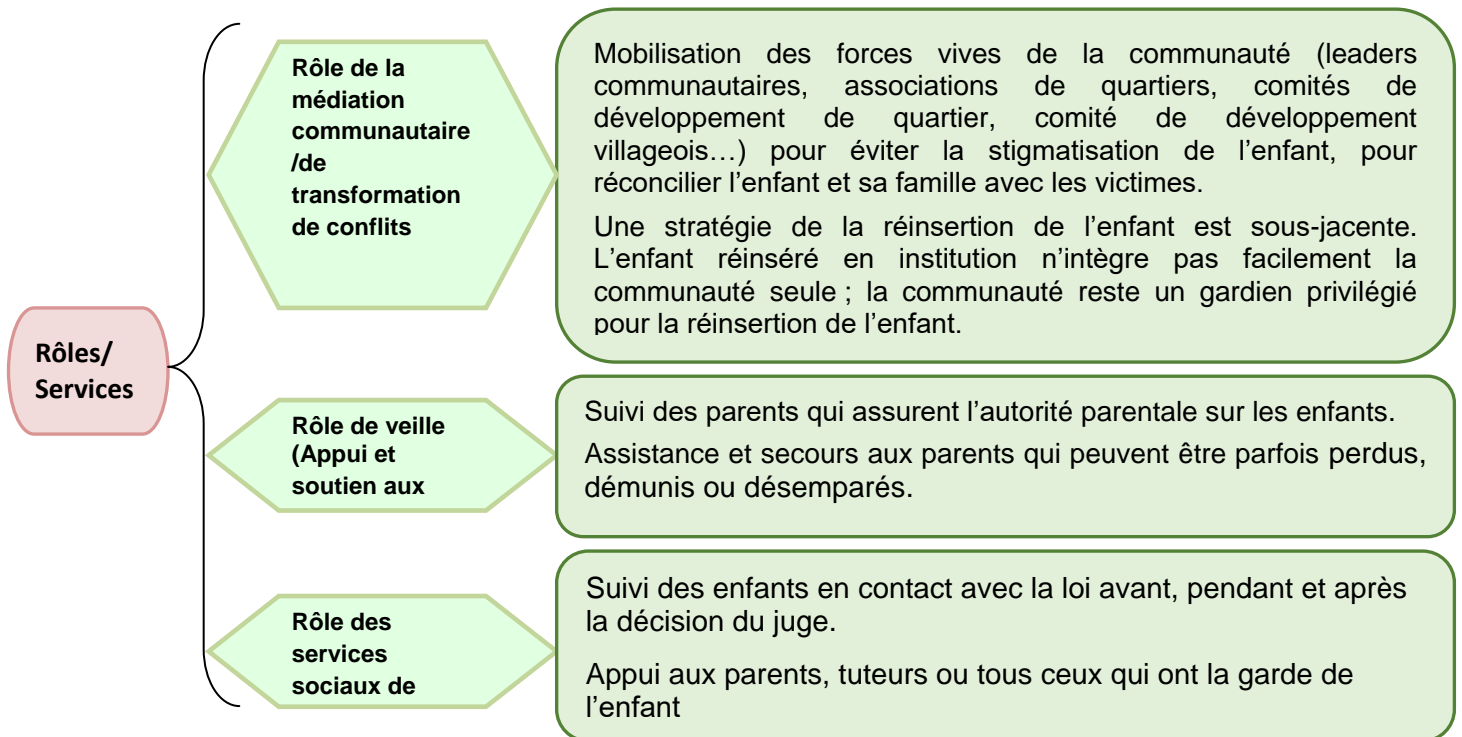 Rôles/
Services
Rôle de la
médiation
communautaire
/de
transformation
de conflits
Mobilisation des forces vives de la communauté (leaders
communautaires, associations de quartiers, comités de
développement de quartier, comité de développement
villageois…) pour éviter la stigmatisation de l’enfant, pour
réconcilier l’enfant et sa famille avec les victimes.
Une stratégie de la réinsertion de l’enfant est sous-jacente.
L’enfant réinséré en institution n’intègre pas facilement la
communauté seule ; la communauté reste un gardien privilégié
pour la réinsertion de l’enfant.
Rôle de veille
(Appui et
soutien aux
Suivi des parents qui assurent l’autorité parentale sur les enfants.
Assistance et secours aux parents qui peuvent être parfois perdus,
démunis ou désemparés.
Rôle des
services
sociaux de
Suivi des enfants en contact avec la loi avant, pendant et après
la décision du juge.
Appui aux parents, tuteurs ou tous ceux qui ont la garde de
l’enfant